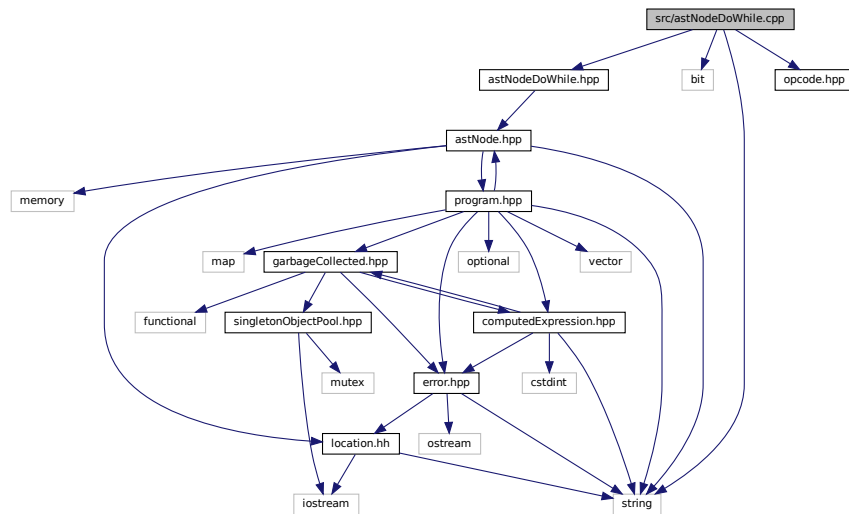 src/astNodeDoWhile.cpp
astNodeDoWhile.hpp
bit
opcode.hpp
astNode.hpp
memory
program.hpp
map
garbageCollected.hpp
optional
vector
functional
singletonObjectPool.hpp
computedExpression.hpp
mutex
error.hpp
cstdint
location.hh
ostream
iostream
string